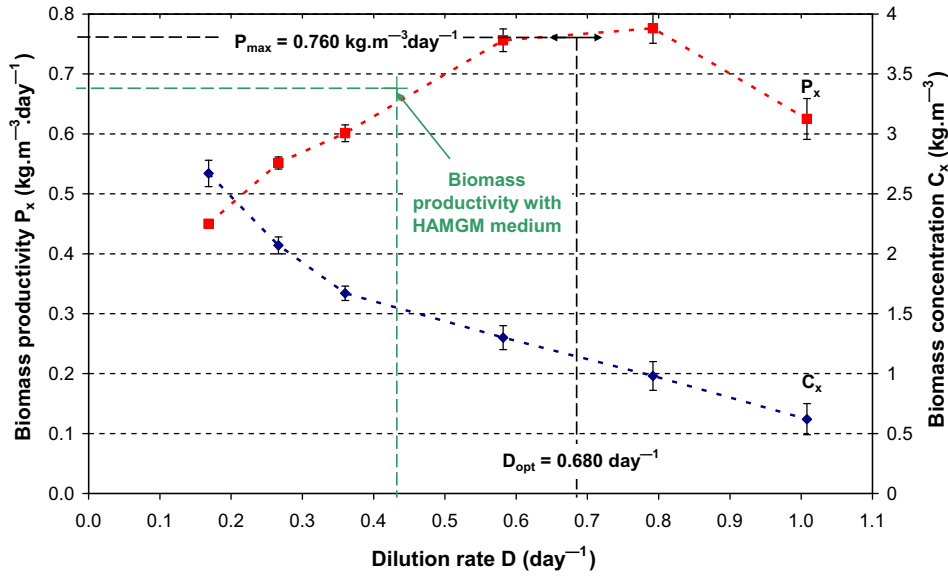 Biomass productivity Pₓ (kg.m⁻³.day⁻¹)
0.8
0.7
0.6
0.5
0.4
0.3
0.2
0.1
0.0
Pmax = 0.760 kg.m⁻³.day⁻¹
Pₓ
Biomass
productivity with
HAMGM medium
Cₓ
Dopt = 0.680 day⁻¹
4
3.5
3
2.5
2
1.5
1
0.5
0
Biomass concentration Cₓ (kg.m⁻³)
0.0 0.1 0.2 0.3 0.4 0.5 0.6 0.7 0.8 0.9 1.0 1.1
Dilution rate D (day⁻¹)